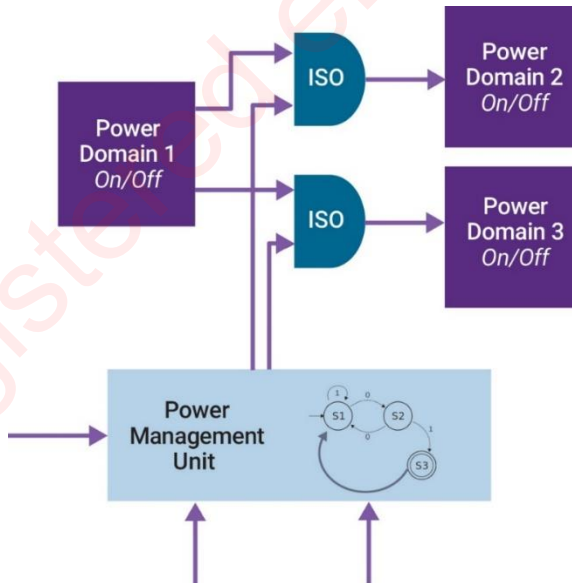 Power
Domain 1
On/Off
ISO
Power
Domain 2
On/Off
ISO
Power
Domain 3
On/Off
Power
Management
Unit
1
S1
0
S2
0
1
S3